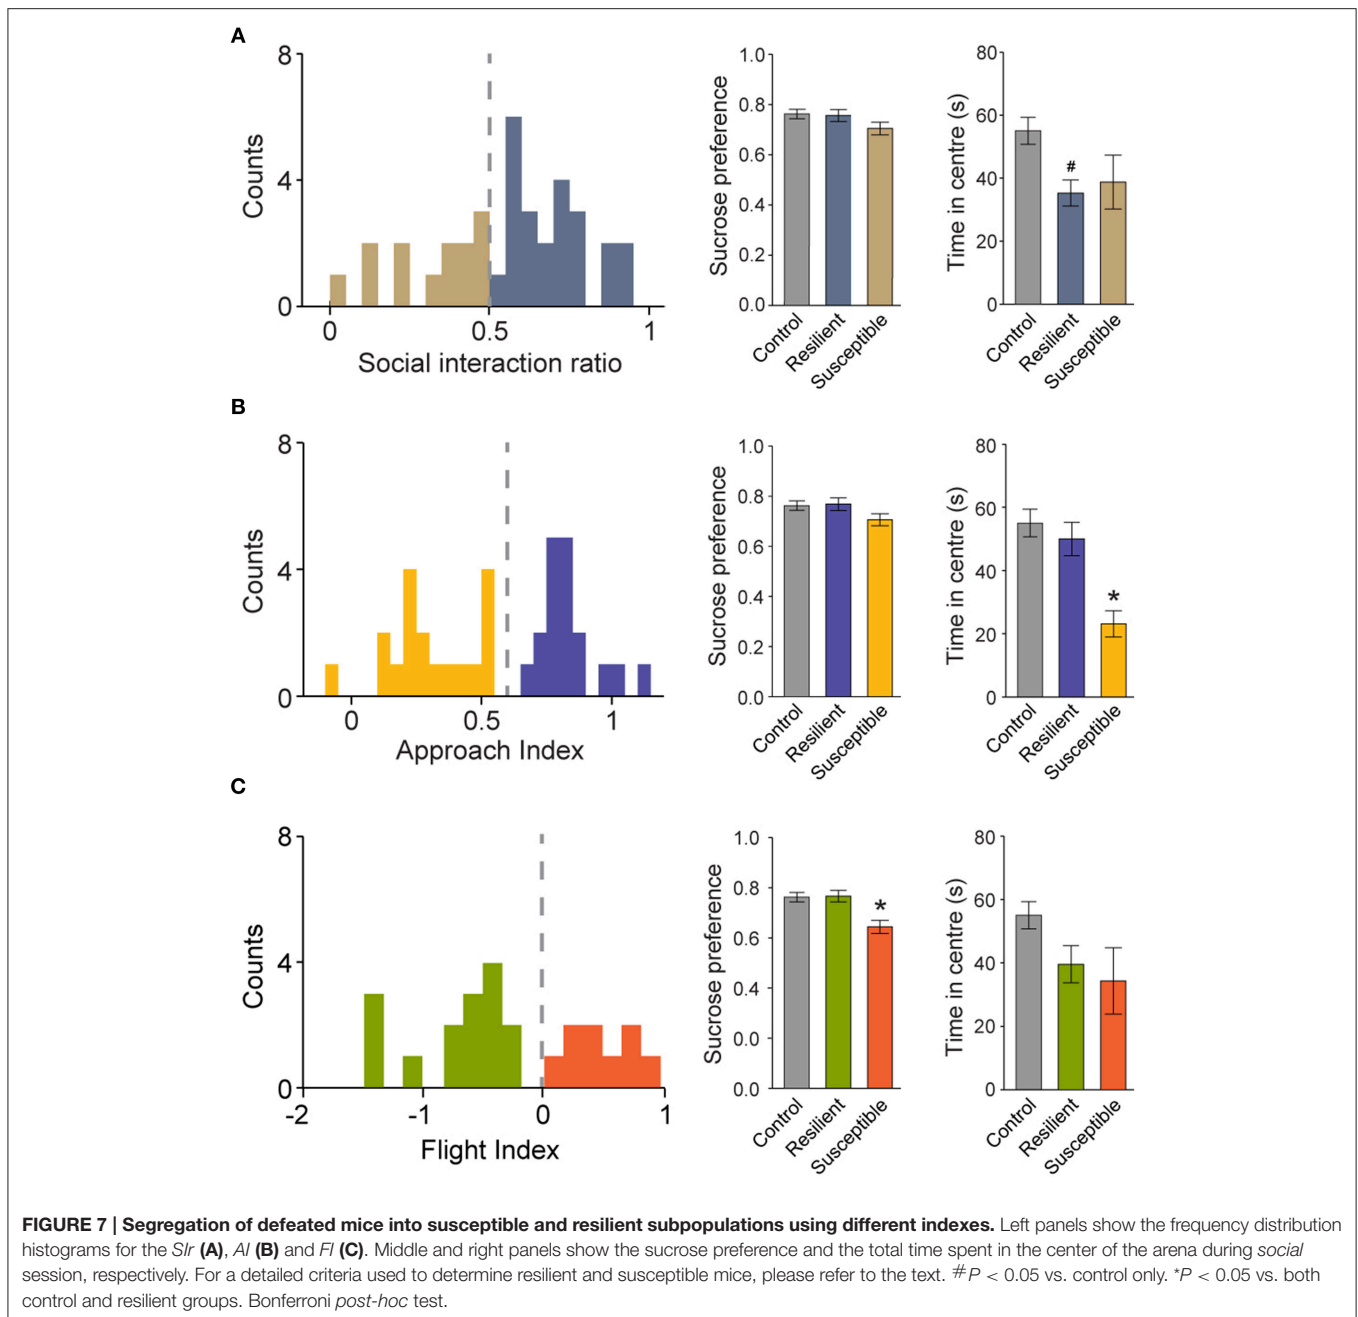 A
8
4
0
Counts
0
0.5
1
Social interaction ratio
1.0
0.8
0.6
0.4
0.2
0.0
Sucrose preference
Control
Resilient
Susceptible
80
60
40
20
0
Time in centre (s)
#
Control
Resilient
Susceptible
B
8
4
0
Counts
0
0.5
1
Approach Index
1.0
0.8
0.6
0.4
0.2
0.0
Sucrose preference
Control
Resilient
Susceptible
80
60
40
20
0
Time in centre (s)
*
Control
Resilient
Susceptible
C
8
4
0
Counts
-2
-1
0
1
Flight Index
1.0
0.8
0.6
0.4
0.0
0.0
Sucrose preference
*
Control
Resilient
Susceptible
80
60
40
20
0
Time in centre (s)
Control
Resilient
Susceptible
FIGURE 7 | Segregation of defeated mice into susceptible and resilient subpopulations using different indexes. Left panels show the frequency distribution
histograms for the SIr (A), AI (B) and FI (C). Middle and right panels show the sucrose preference and the total time spent in the center of the arena during social
session, respectively. For a detailed criteria used to determine resilient and susceptible mice, please refer to the text. #P < 0.05 vs. control only. *P < 0.05 vs. both
control and resilient groups. Bonferroni post-hoc test.